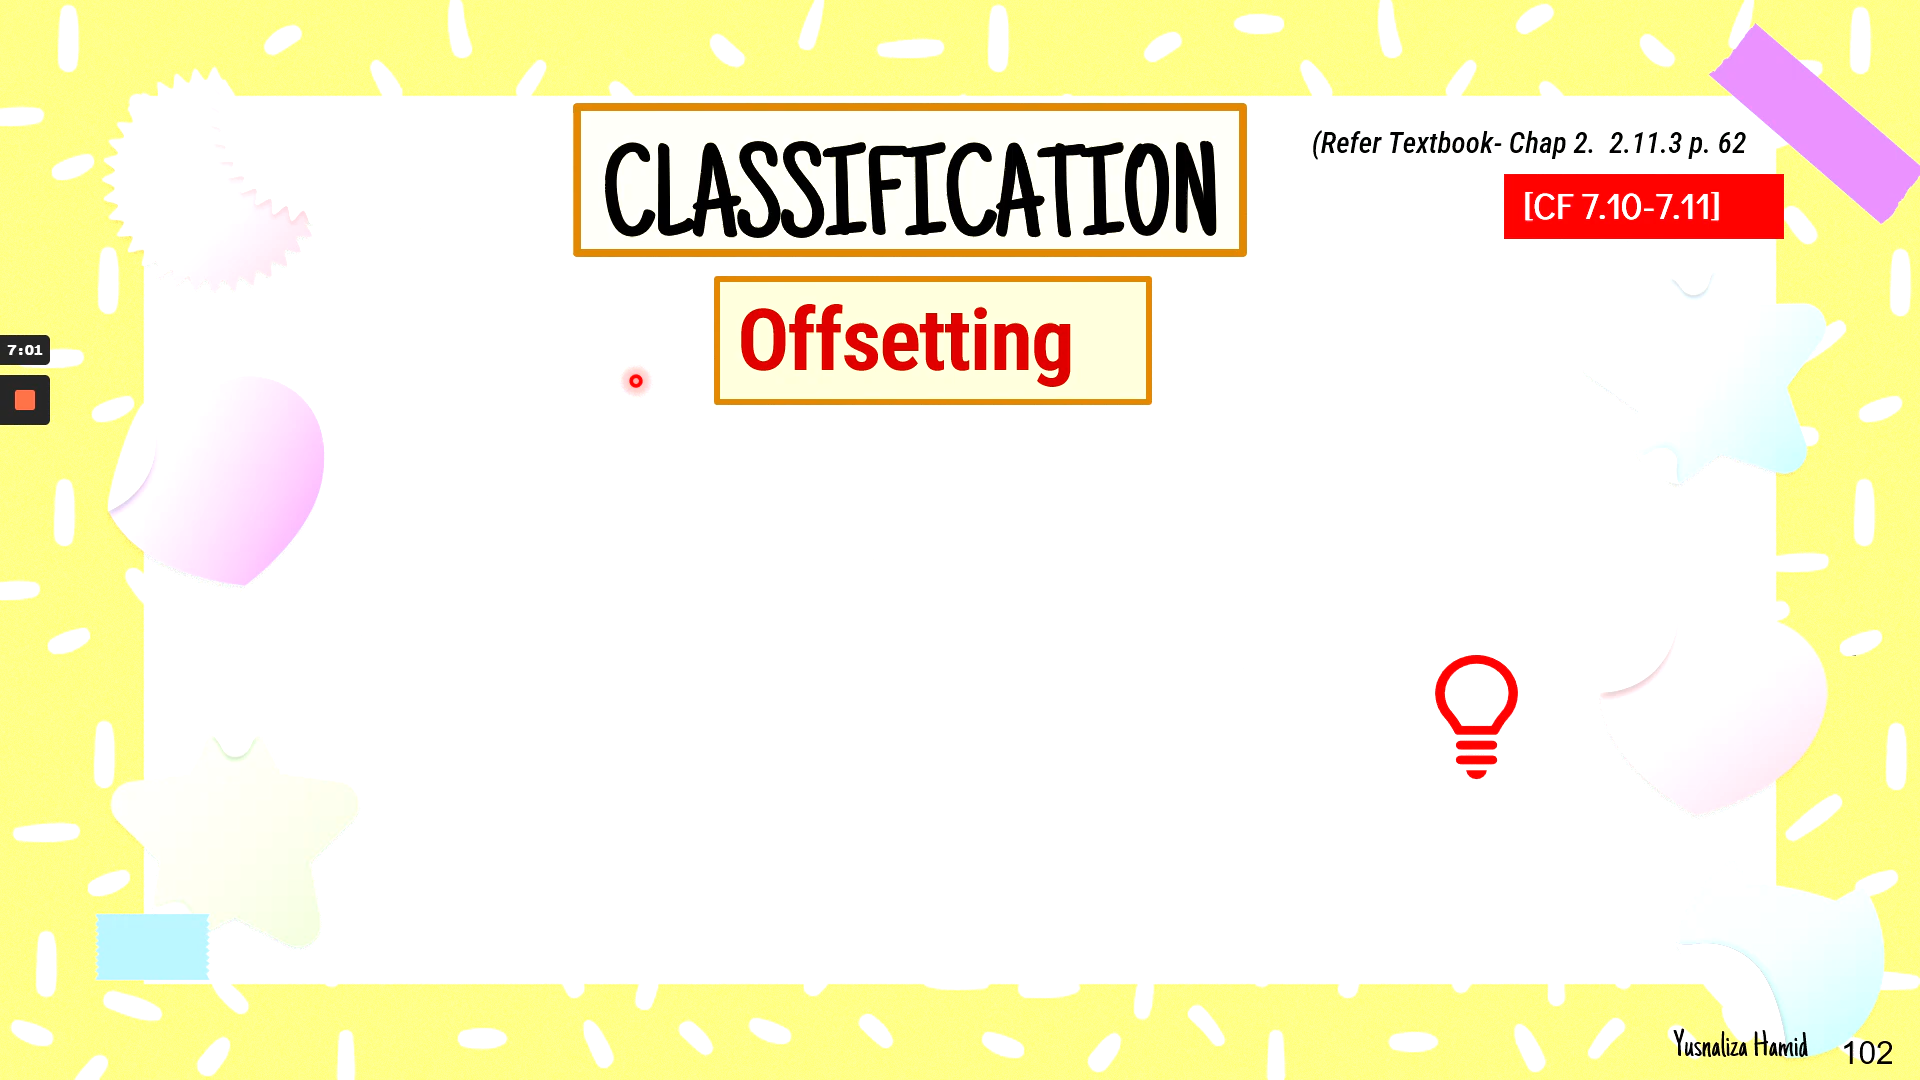 CLASSIFICATION
(Refer Textbook- Chap 2. 2.11.3 p. 62
[CF 7.10-7.11]
Offsetting
7:01
Yusnaliza Hamid
102